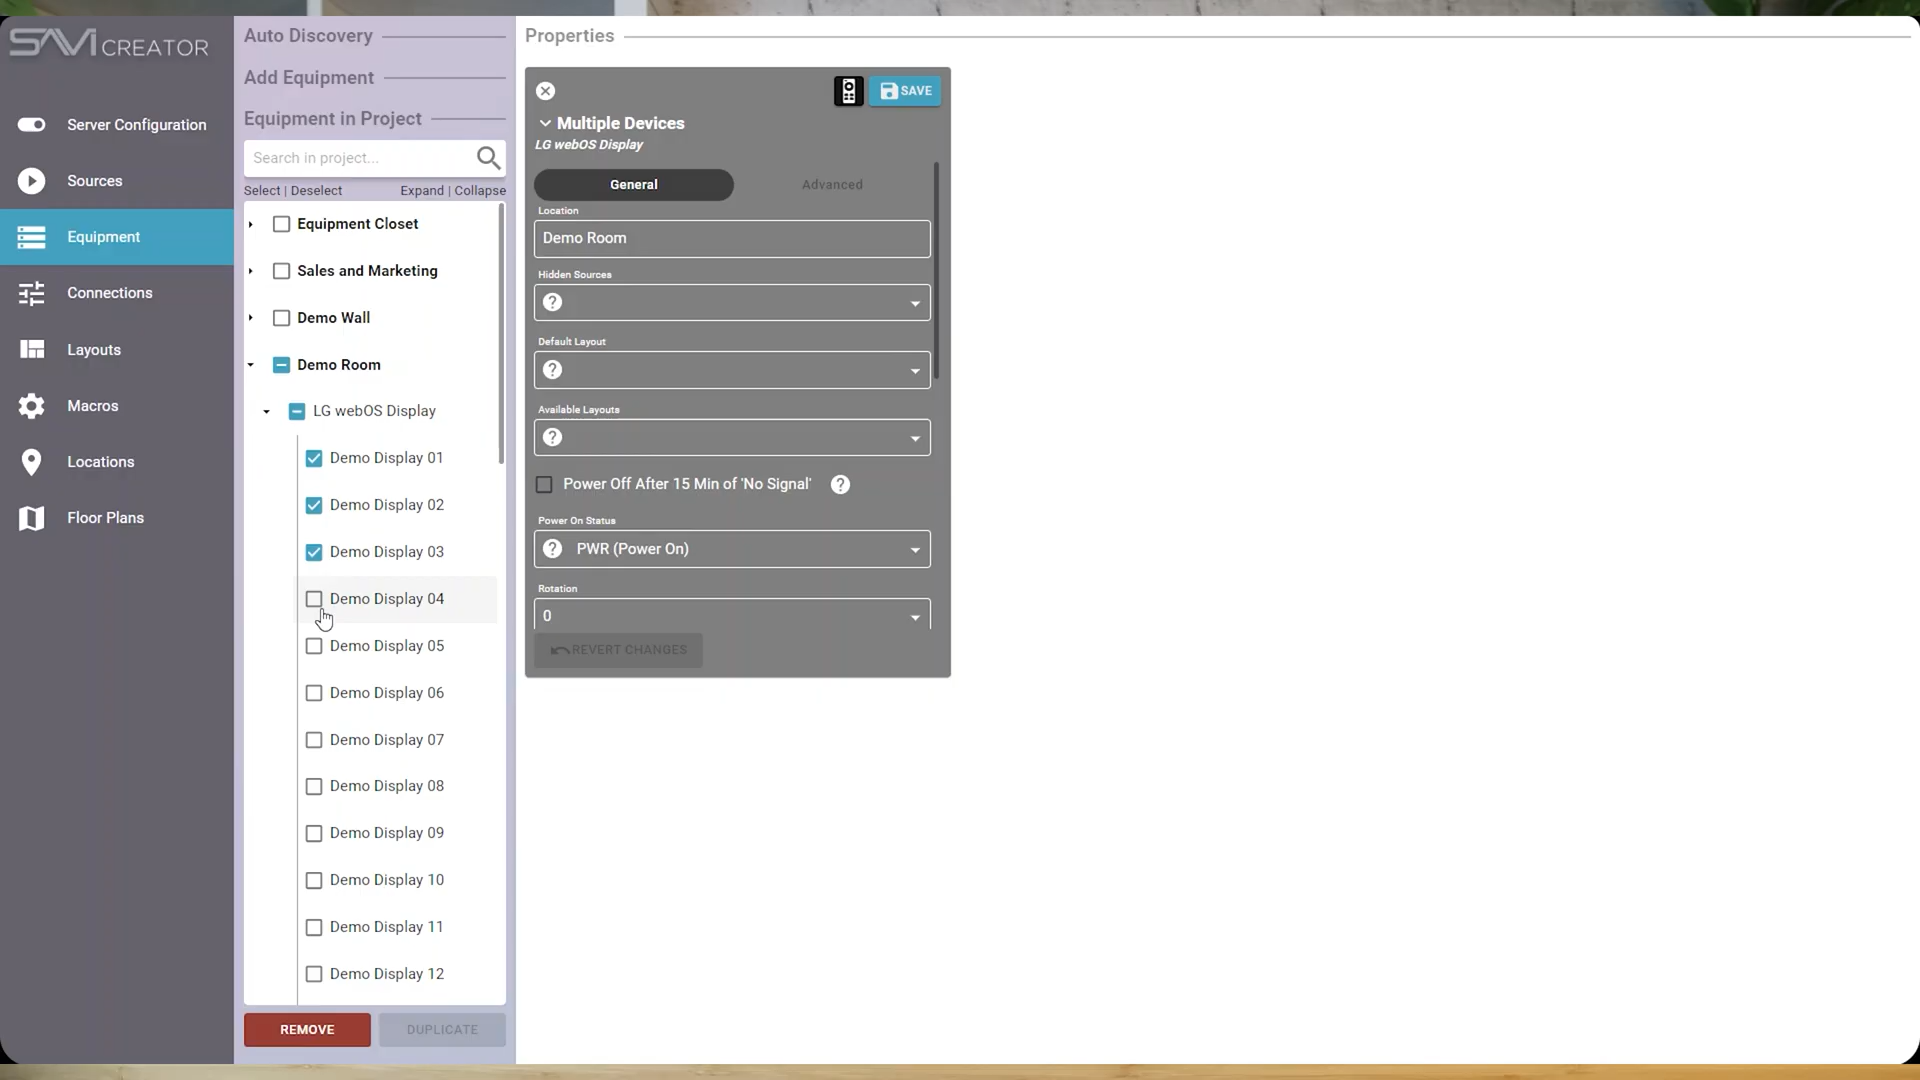 SAVI CREATOR
Server Configuration
Sources
Equipment
Connections
Layouts
Macros
Locations
Floor Plans
Auto Discovery
Add Equipment
Equipment in Project
Search in project...
Select | Deselect
Expand | Collapse
Equipment Closet
Sales and Marketing
Demo Wall
Demo Room
LG webOS Display
Demo Display 01
Demo Display 02
Demo Display 03
Demo Display 04
Demo Display 05
Demo Display 06
Demo Display 07
Demo Display 08
Demo Display 09
Demo Display 10
Demo Display 11
Demo Display 12
REMOVE
DUPLICATE
Properties
SAVE
Multiple Devices
LG webOS Display
General
Advanced
Location
Demo Room
Hidden Sources
?
Default Layout
?
Available Layouts
?
Power Off After 15 Min of 'No Signal' ?
Power On Status
? PWR (Power On)
Rotation
0
REVERT CHANGES